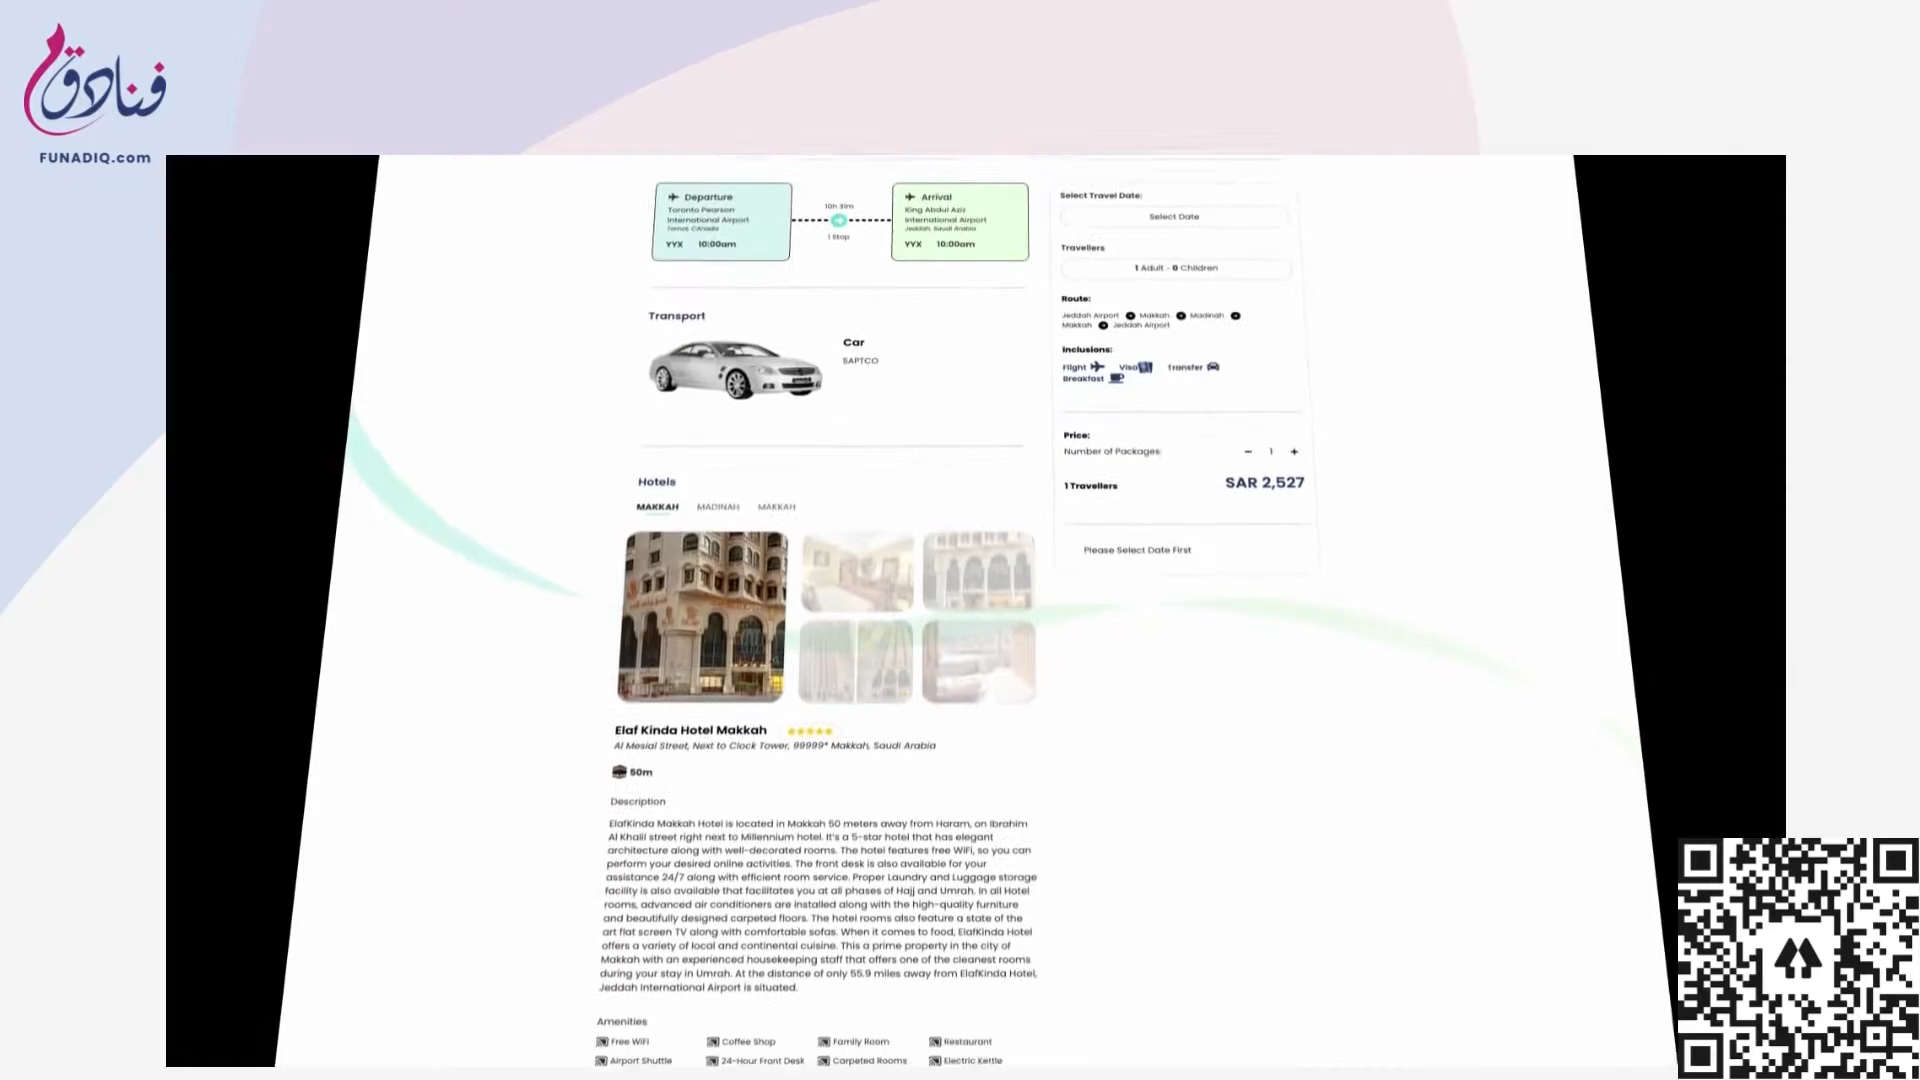 فنادق
FUNADIQ.com
Departure
Toronto Pearson
International Airport
YYX 10:00am
10h 31m
1 Stop
Arrival
King Abdul Aziz
International Airport
Jeddah, Saudi Arabia
YYX 10:00am
Transport
Car
SAPTCO
Hotels
MAKKAH MADINAH MAKKAH
Elaf Kinda Hotel Makkah
Al Mesial Street, Next to Clock Tower, 99999* Makkah, Saudi Arabia
50m
Description
ElafKinda Makkah Hotel is located in Makkah 50 meters away from Haram, on Ibrahim
Al Khalil street right next to Millennium hotel. It's a 5-star hotel that has elegant
architecture along with well-decorated rooms. The hotel features free WiFi, so you can
perform your desired online activities. The front desk is also available for your
assistance 24/7 along with efficient room service. Proper Laundry and Luggage storage
facility is also available that facilitates you at all phases of Hajj and Umrah. In all Hotel
rooms, advanced air conditioners are installed along with the high-quality furniture
and beautifully designed carpeted floors. The hotel rooms also feature a state of the
art flat screen TV along with comfortable sofas. When it comes to food, ElafKinda Hotel
offers a variety of local and continental cuisine. This a prime property in the city of
Makkah with an experienced housekeeping staff that offers one of the cleanest rooms
during your stay in Umrah. At the distance of only 55.9 miles away from ElafKinda Hotel,
Jeddah International Airport is situated.
Amenities
Free WiFi Coffee Shop Family Room Restaurant
Airport Shuttle 24-Hour Front Desk Carpeted Rooms Electric Kettle
Select Travel Date:
Select Date
Travellers
1 Adult - 0 Children
Route:
Jeddah Airport Makkah Madinah
Makkah Jeddah Airport
Inclusions:
Flight Visa Transfer
Breakfast
Price:
Number of Packages: − 1 +
1 Travellers SAR 2,527
Please Select Date First